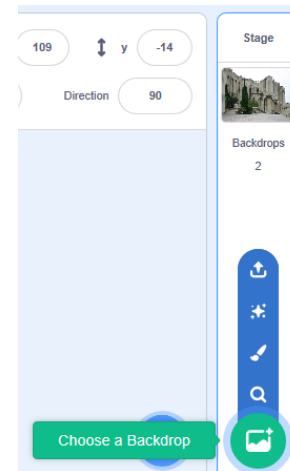 109 y -14 Stage
Direction 90
Backdrops
2
Choose a Backdrop